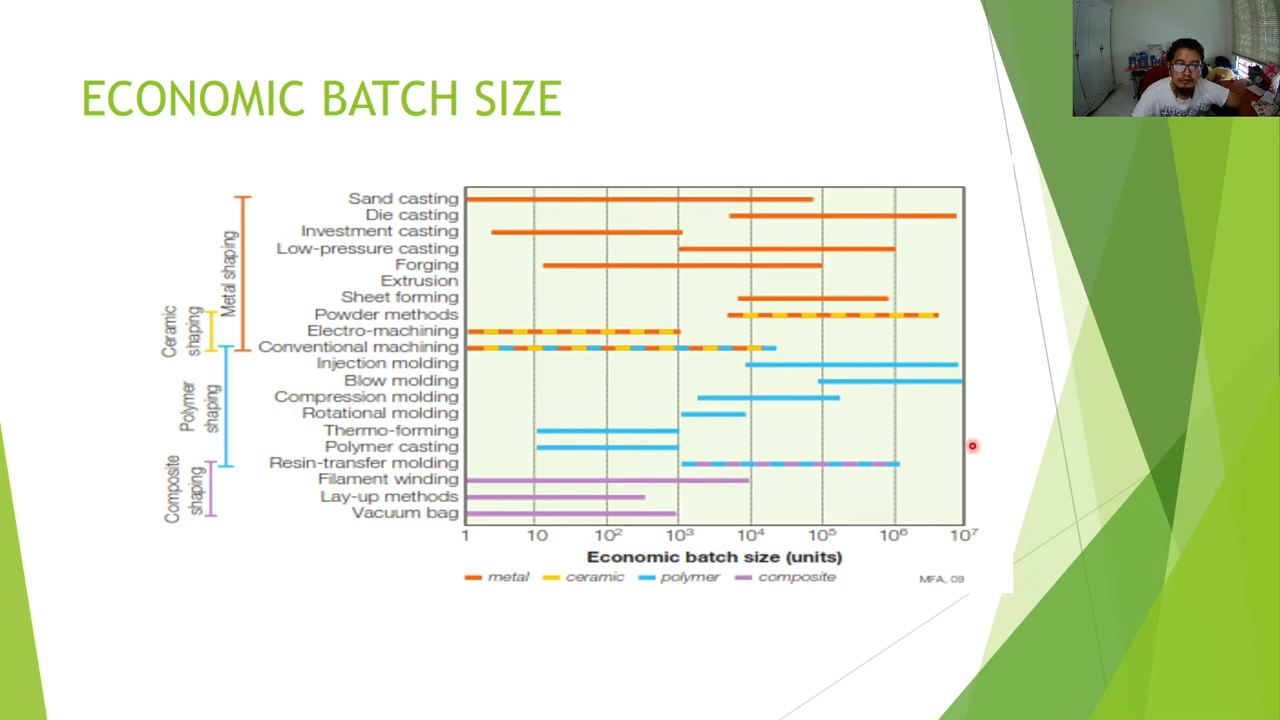 ECONOMIC BATCH SIZE
Metal shaping
Ceramic
shaping
Polymer
shaping
Composite
shaping
Sand casting
Die casting
Investment casting
Low-pressure casting
Forging
Extrusion
Sheet forming
Powder methods
Electro-machining
Conventional machining
Injection molding
Blow molding
Compression molding
Rotational molding
Thermo-forming
Polymer casting
Resin-transfer molding
Filament winding
Lay-up methods
Vacuum bag
1 10 10² 10³ 10⁴ 10⁵ 10⁶ 10⁷
Economic batch size (units)
metal ceramic polymer composite
MFA, 09